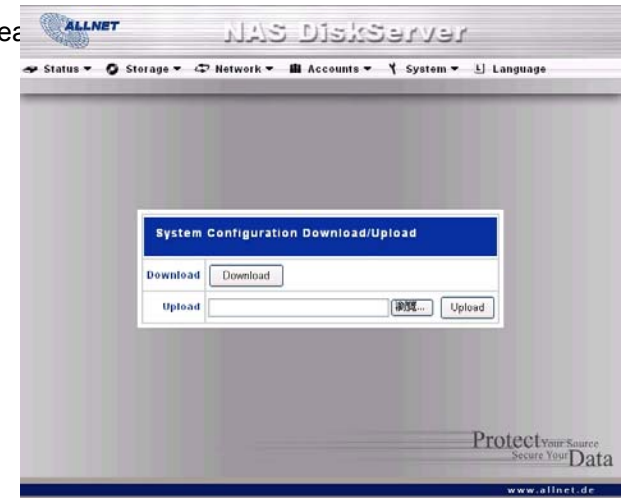 ALLNET
NAS DiskServer
ea
Status
Storage
Network
Accounts
System
Language
System Configuration Download/Upload
Download Download
Upload 瀏覽... Upload
Protect Your Source
Secure Your Data
www.allnet.de